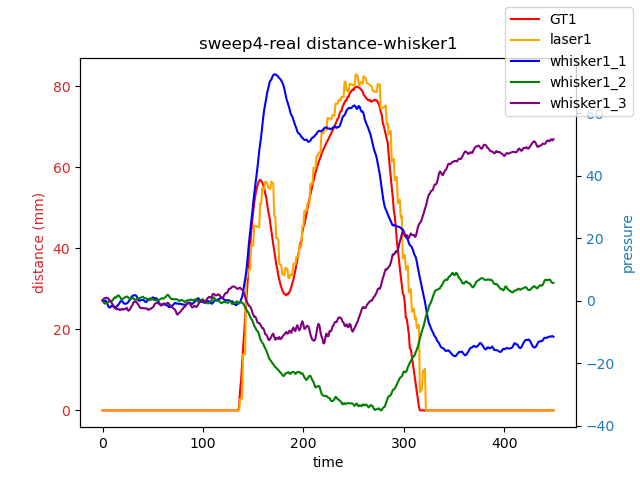 sweep4-real distance-whisker1
GT1
laser1
whisker1_1
whisker1_2
whisker1_3
distance (mm)
80
60
40
20
0
60
40
20
0
−20
−40
pressure
0
100
200
300
400
time